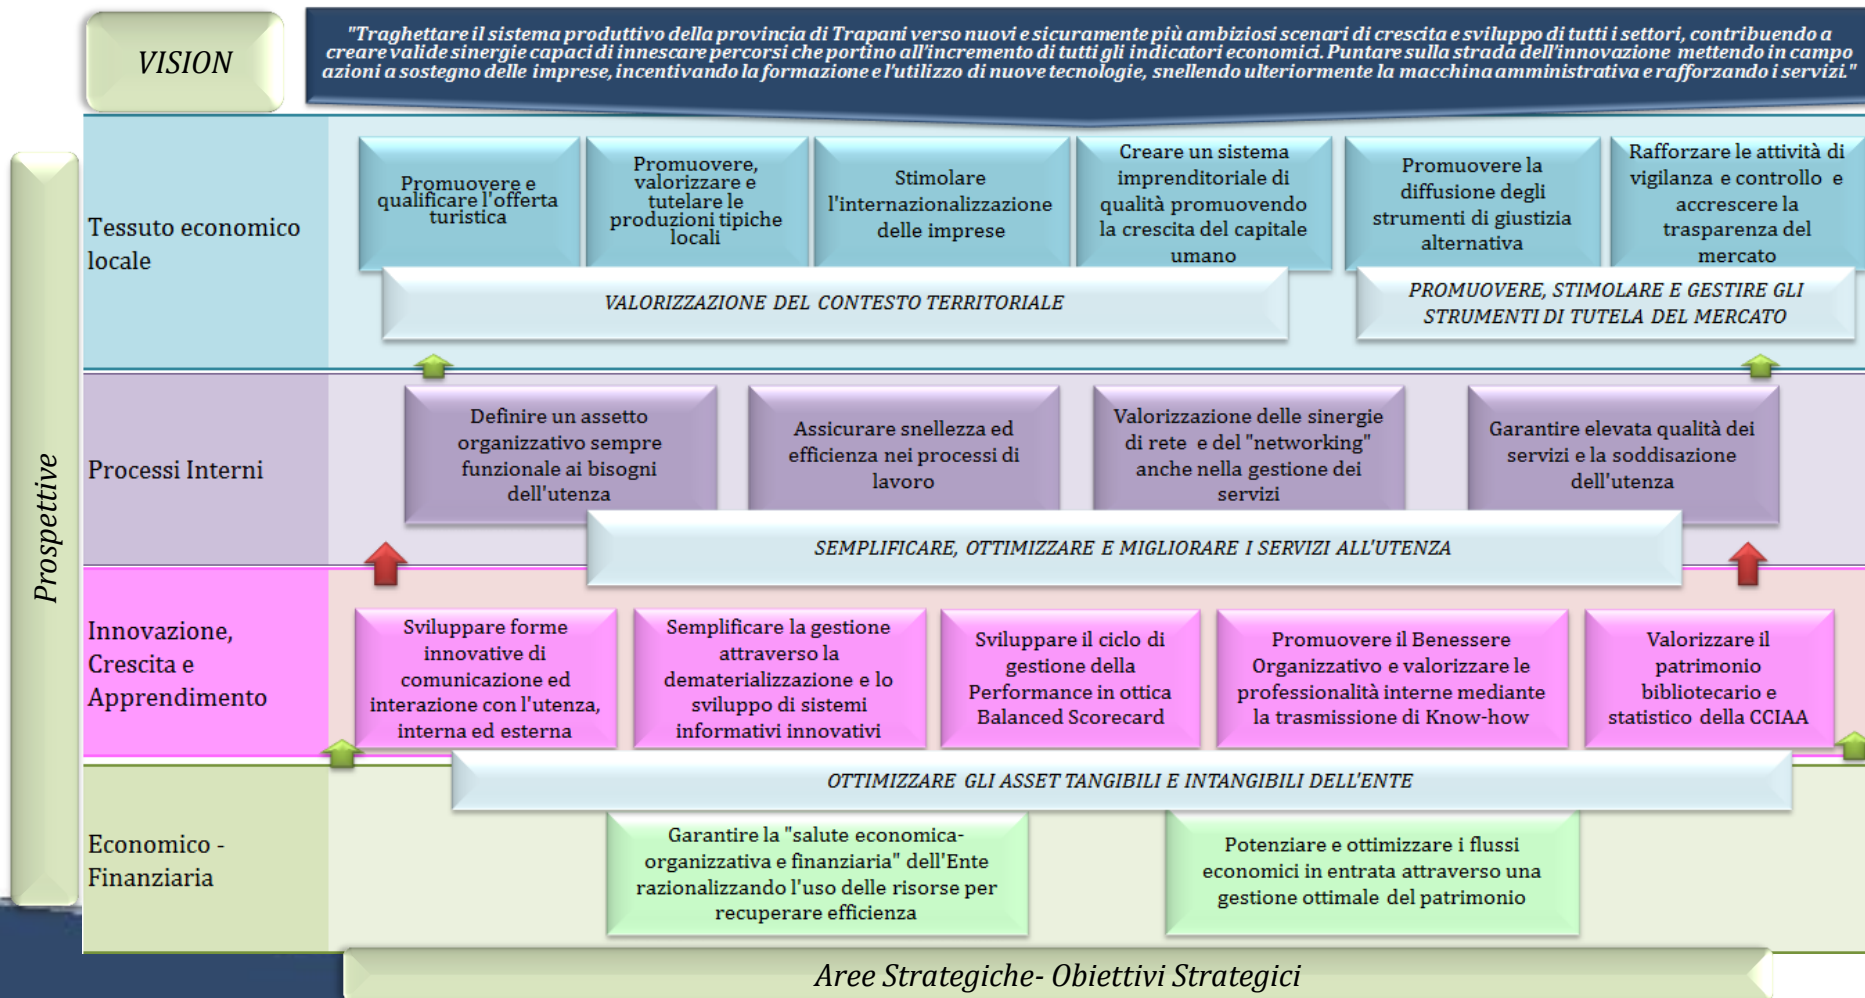 VISION
"Traghettare il sistema produttivo della provincia di Trapani verso nuovi e sicuramente più ambiziosi scenari di crescita e sviluppo di tutti i settori, contribuendo a
creare valide sinergie capaci di innescare percorsi che portino all'incremento di tutti gli indicatori economici. Puntare sulla strada dell'innovazione mettendo in campo
azioni a sostegno delle imprese, incentivando la formazione e l'utilizzo di nuove tecnologie, snellendo ulteriormente la macchina amministrativa e rafforzando i servizi."
Prospettive
Tessuto economico
locale
Promuovere e
qualificare l'offerta
turistica
Promuovere,
valorizzare e
tutelare le
produzioni tipiche
locali
Stimolare
l'internazionalizzazione
delle imprese
Creare un sistema
imprenditoriale di
qualità promuovendo
la crescita del capitale
umano
Promuovere la
diffusione degli
strumenti di giustizia
alternativa
Rafforzare le attività di
vigilanza e controllo e
accrescere la
trasparenza del
mercato
VALORIZZAZIONE DEL CONTESTO TERRITORIALE
PROMUOVERE, STIMOLARE E GESTIRE GLI
STRUMENTI DI TUTELA DEL MERCATO
Processi Interni
Definire un assetto
organizzativo sempre
funzionale ai bisogni
dell'utenza
Assicurare snellezza ed
efficienza nei processi di
lavoro
Valorizzazione delle sinergie
di rete e del "networking"
anche nella gestione dei
servizi
Garantire elevata qualità dei
servizi e la soddisazione
dell'utenza
SEMPLIFICARE, OTTIMIZZARE E MIGLIORARE I SERVIZI ALL'UTENZA
Innovazione,
Crescita e
Apprendimento
Sviluppare forme
innovative di
comunicazione ed
interazione con l'utenza,
interna ed esterna
Semplificare la gestione
attraverso la
dematerializzazione e lo
sviluppo di sistemi
informativi innovativi
Sviluppare il ciclo di
gestione della
Performance in ottica
Balanced Scorecard
Promuovere il Benessere
Organizzativo e valorizzare le
professionalità interne mediante
la trasmissione di Know-how
Valorizzare il
patrimonio
bibliotecario e
statistico della CCIAA
OTTIMIZZARE GLI ASSET TANGIBILI E INTANGIBILI DELL'ENTE
Economico -
Finanziaria
Garantire la "salute economica-
organizzativa e finanziaria" dell'Ente
razionalizzando l'uso delle risorse per
recuperare efficienza
Potenziare e ottimizzare i flussi
economici in entrata attraverso una
gestione ottimale del patrimonio
Aree Strategiche- Obiettivi Strategici